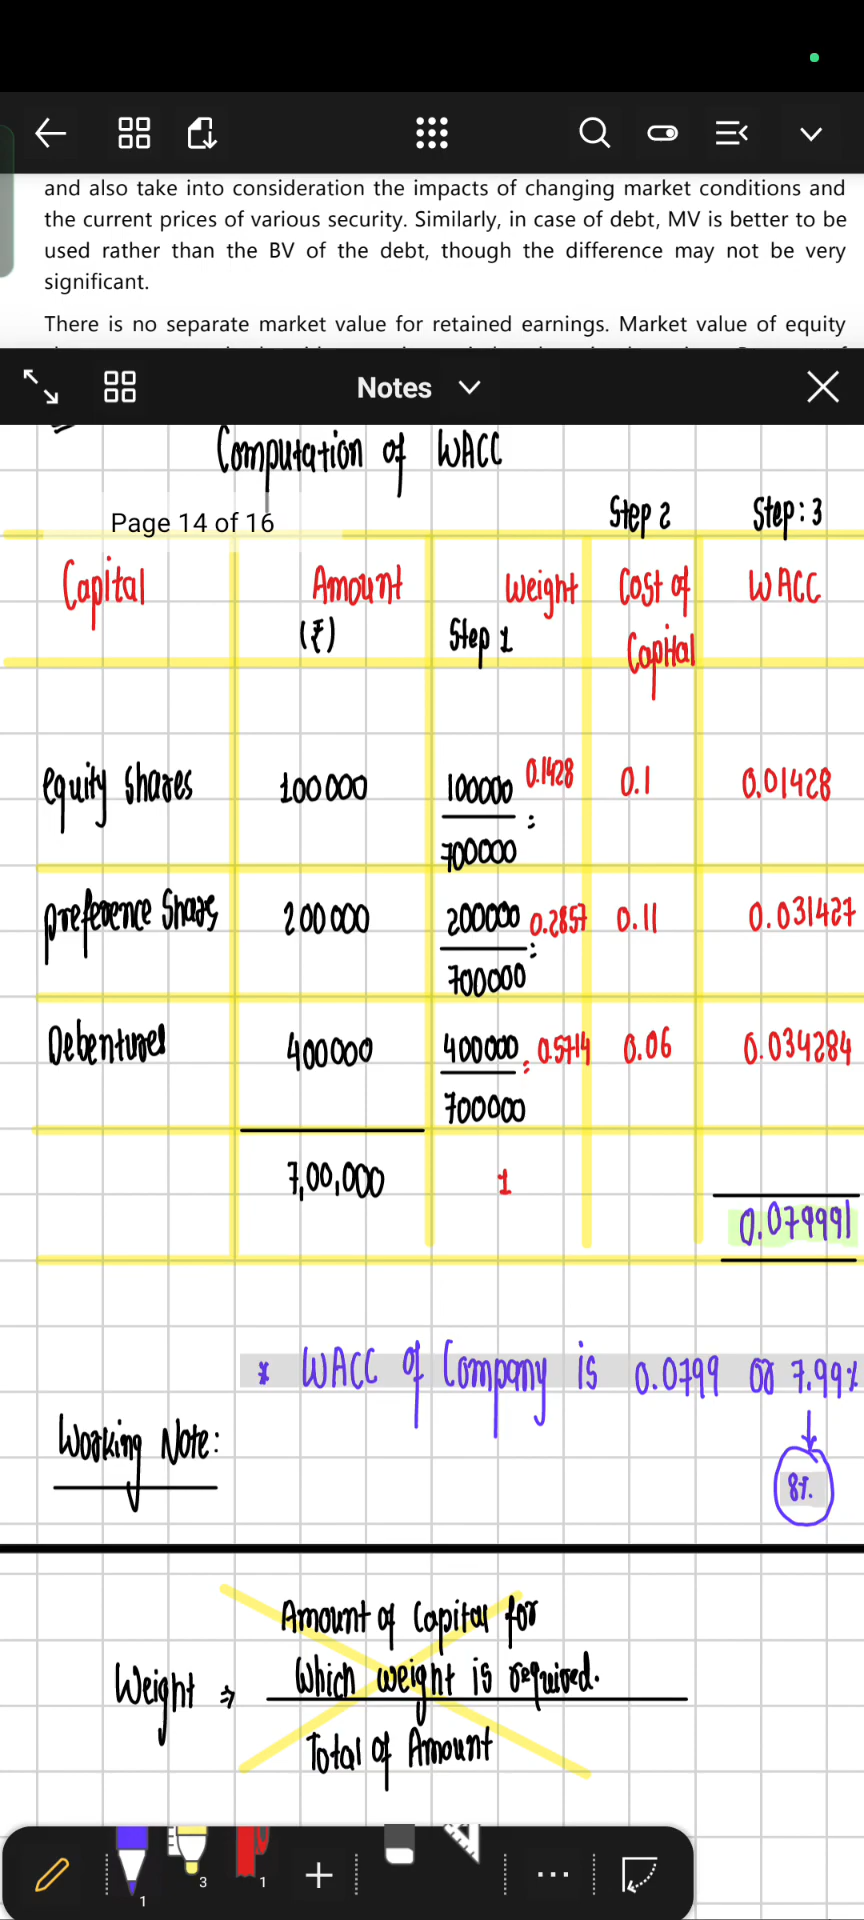 and also take into consideration the impacts of changing market conditions and
the current prices of various security. Similarly, in case of debt, MV is better to be
used rather than the BV of the debt, though the difference may not be very
significant.
There is no separate market value for retained earnings. Market value of equity
Notes
Computation of WACC
Page 14 of 16
Step 2 Step:3
Capital Amount Weight Cost of WACC
(₹) Step 1 Capital
equity Shares 100000 100000 / 700000 = 0.1428 0.1 0.01428
preference Share 200000 200000 / 700000 = 0.2857 0.11 0.031427
Debentures 400000 400000 / 700000 = 0.5714 0.06 0.034284
7,00,000 1 0.079991
* WACC of Company is 0.0799 or 7.99%
Working Note:
8%
Amount of Capital for
Weight ⇒ Which weight is required.
Total of Amount
1 3 1